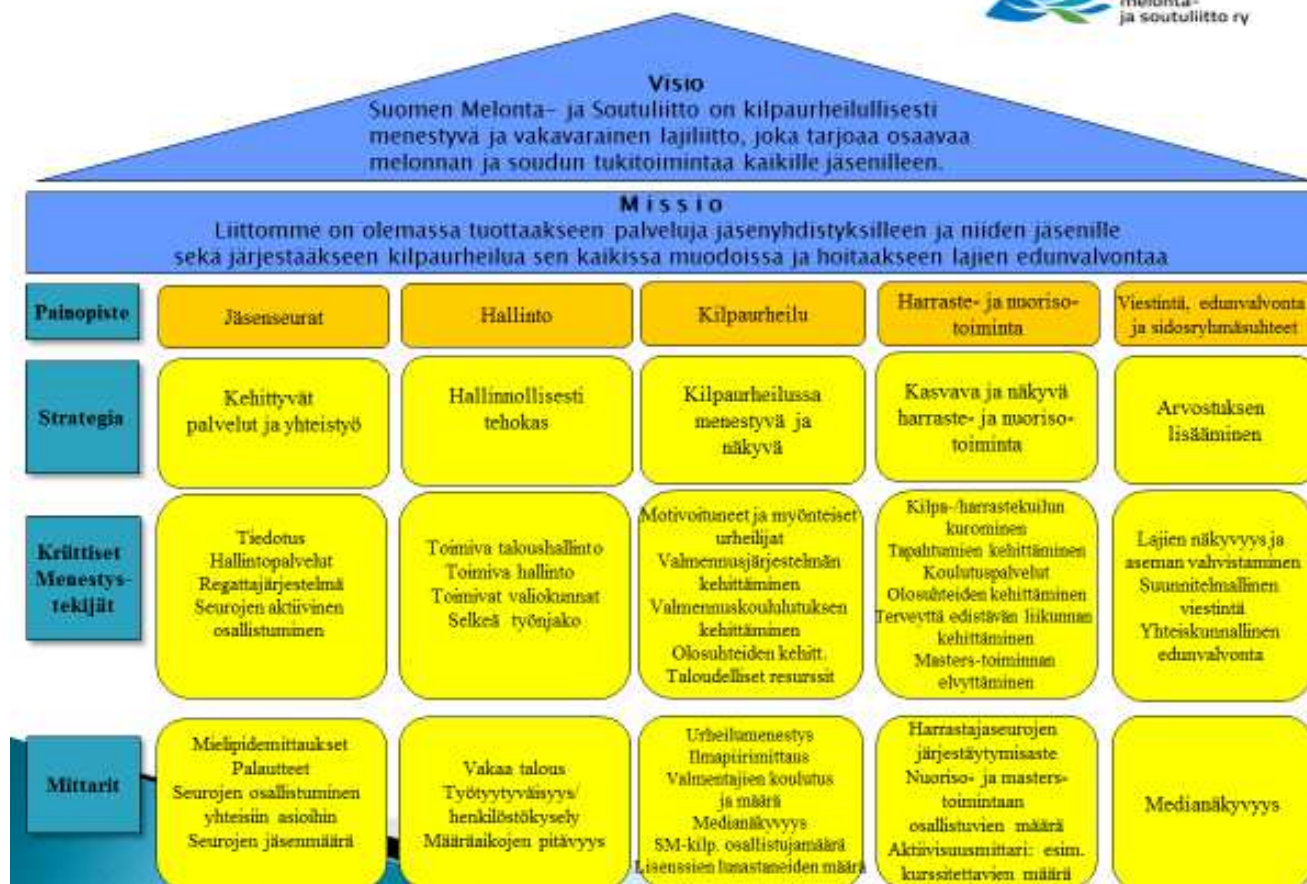 melonta-
ja soutuliitto ry
Visio
Suomen Melonta- ja Soutuliitto on kilpaurheilullisesti
menestyvä ja vakavarainen lajiliitto, joka tarjoaa osaavaa
melonnan ja soudun tukitoimintaa kaikille jäsenilleen.
Missio
Liittomme on olemassa tuottaakseen palveluja jäsenyhdistyksilleen ja niiden jäsenille
sekä järjestääkseen kilpaurheilua sen kaikissa muodoissa ja hoitaakseen lajien edunvalvontaa
Painopiste
Jäsenseurat
Hallinto
Kilpaurheilu
Harraste- ja nuoriso-
toiminta
Viestintä, edunvalvonta
ja sidosryhmäsuhteet
Strategia
Kehittyvät
palvelut ja yhteistyö
Hallinnollisesti
tehokas
Kilpaurheilussa
menestyvä ja
näkyvä
Kasvava ja näkyvä
harraste- ja nuoriso-
toiminta
Arvostuksen
lisääminen
Kriittiset
Menestys-
tekijät
Tiedotus
Hallintopalvelut
Regattajärjestelmä
Seurojen aktiivinen
osallistuminen
Toimiva taloushallinto
Toimiva hallinto
Toimivat valiokunnat
Selkeä työnjako
Motivoituneet ja myönteiset
urheilijat
Valmennusjärjestelmän
kehittäminen
Valmennuskoululutuksen
kehittäminen
Olosuhteiden kehitt.
Taloudelliset resurssit
Kilpa-/harrastekuilun
kurominen
Tapahtumien kehittäminen
Koulutuspalvelut
Olosuhteiden kehittäminen
Terveyttä edistävän liikunnan
kehittäminen
Masters-toiminnan
elvyttäminen
Lajien näkyvyys ja
aseman vahvistaminen
Suunnitelmallinen
viestintä
Yhteiskunnallinen
edunvalvonta
Mittarit
Mielipidemittaukset
Palautteet
Seurojen osallistuminen
yhteisiin asioihin
Seurojen jäsenmäärä
Vakaa talous
Työtyytyväisyys/
henkilöstökysely
Määräaikojen pitävyys
Urheilumenestys
Ilmapiirimittaus
Valmentajien koulutus
ja määrä
Medianäkyvyys
SM-kilp. osallistujamäärä
Lisenssien lunastaneiden määrä
Harrastajaseurojen
järjestäytymisaste
Nuoriso- ja masters-
toimintaan
osallistuvien määrä
Aktiivisuusmittari: esim.
kurssitettavien määrä
Medianäkyvyys